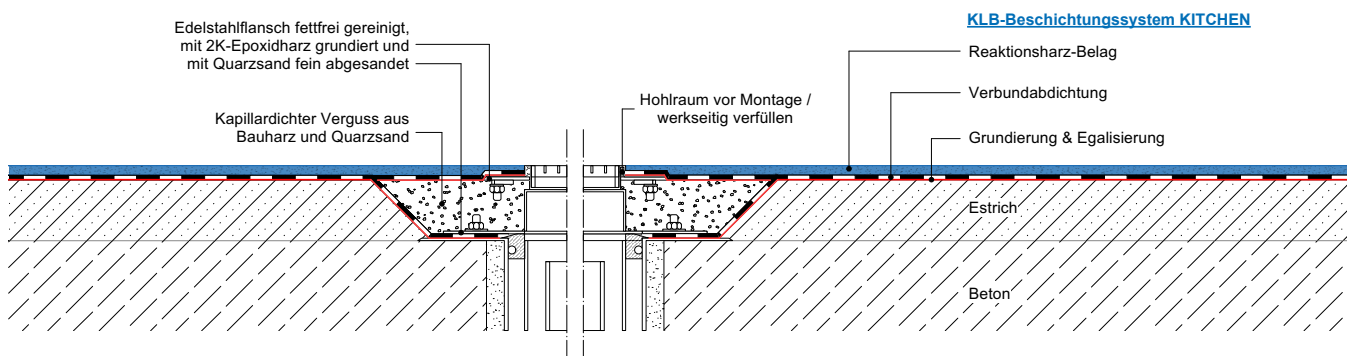 Edelstahlflansch fettfrei gereinigt,
mit 2K-Epoxidharz grundiert und
mit Quarzsand fein abgesandet
Kapillardichter Verguss aus
Bauharz und Quarzsand
Hohlraum vor Montage /
werkseitig verfüllen
KLB-Beschichtungssystem KITCHEN
Reaktionsharz-Belag
Verbundabdichtung
Grundierung & Egalisierung
Estrich
Beton